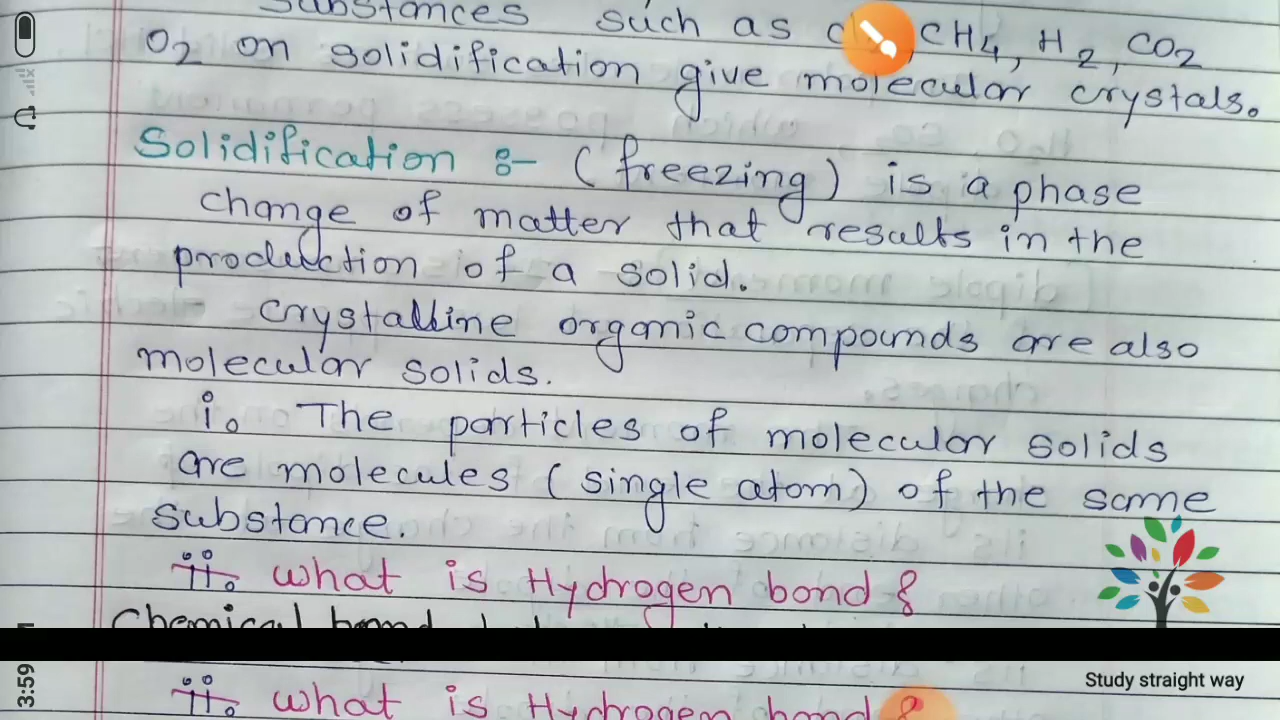 substances such as CH4, H2, CO2
O2 on solidification give molecular crystals.
Solidification :- (freezing) is a phase
change of matter that results in the
production of a solid.
crystalline organic compounds are also
molecular solids.
i. The particles of molecular solids
are molecules (single atom) of the same
substance.
ii. what is Hydrogen bond ?
Chemical bond
Study straight way
3:59
ii. what is Hydrogen bond ?